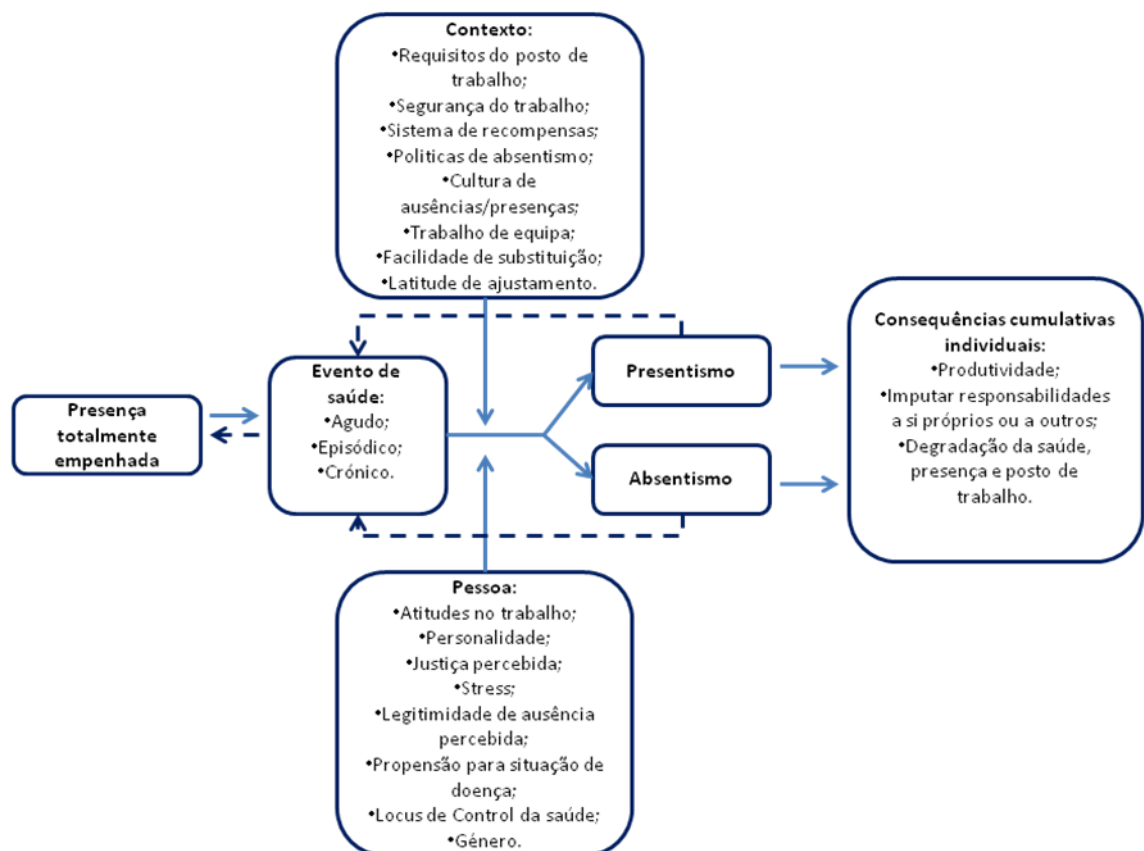 Contexto:
•Requisitos do posto de
trabalho;
•Segurança do trabalho;
•Sistema de recompensas;
•Politicas de absentismo;
•Cultura de
ausências/presenças;
•Trabalho de equipa;
•Facilidade de substituição;
•Latitude de ajustamento.
Presença
totalmente
empenhada
Evento de
saúde:
•Agudo;
•Episódico;
•Crónico.
Presentismo
Absentismo
Consequências cumulativas
individuais:
•Produtividade;
•Imputar responsabilidades
a si próprios ou a outros;
•Degradação da saúde,
presença e posto de
trabalho.
Pessoa:
•Atitudes no trabalho;
•Personalidade;
•Justiça percebida;
•Stress;
•Legitimidade de ausência
percebida;
•Propensão para situação de
doença;
•Locus de Control da saúde;
•Género.